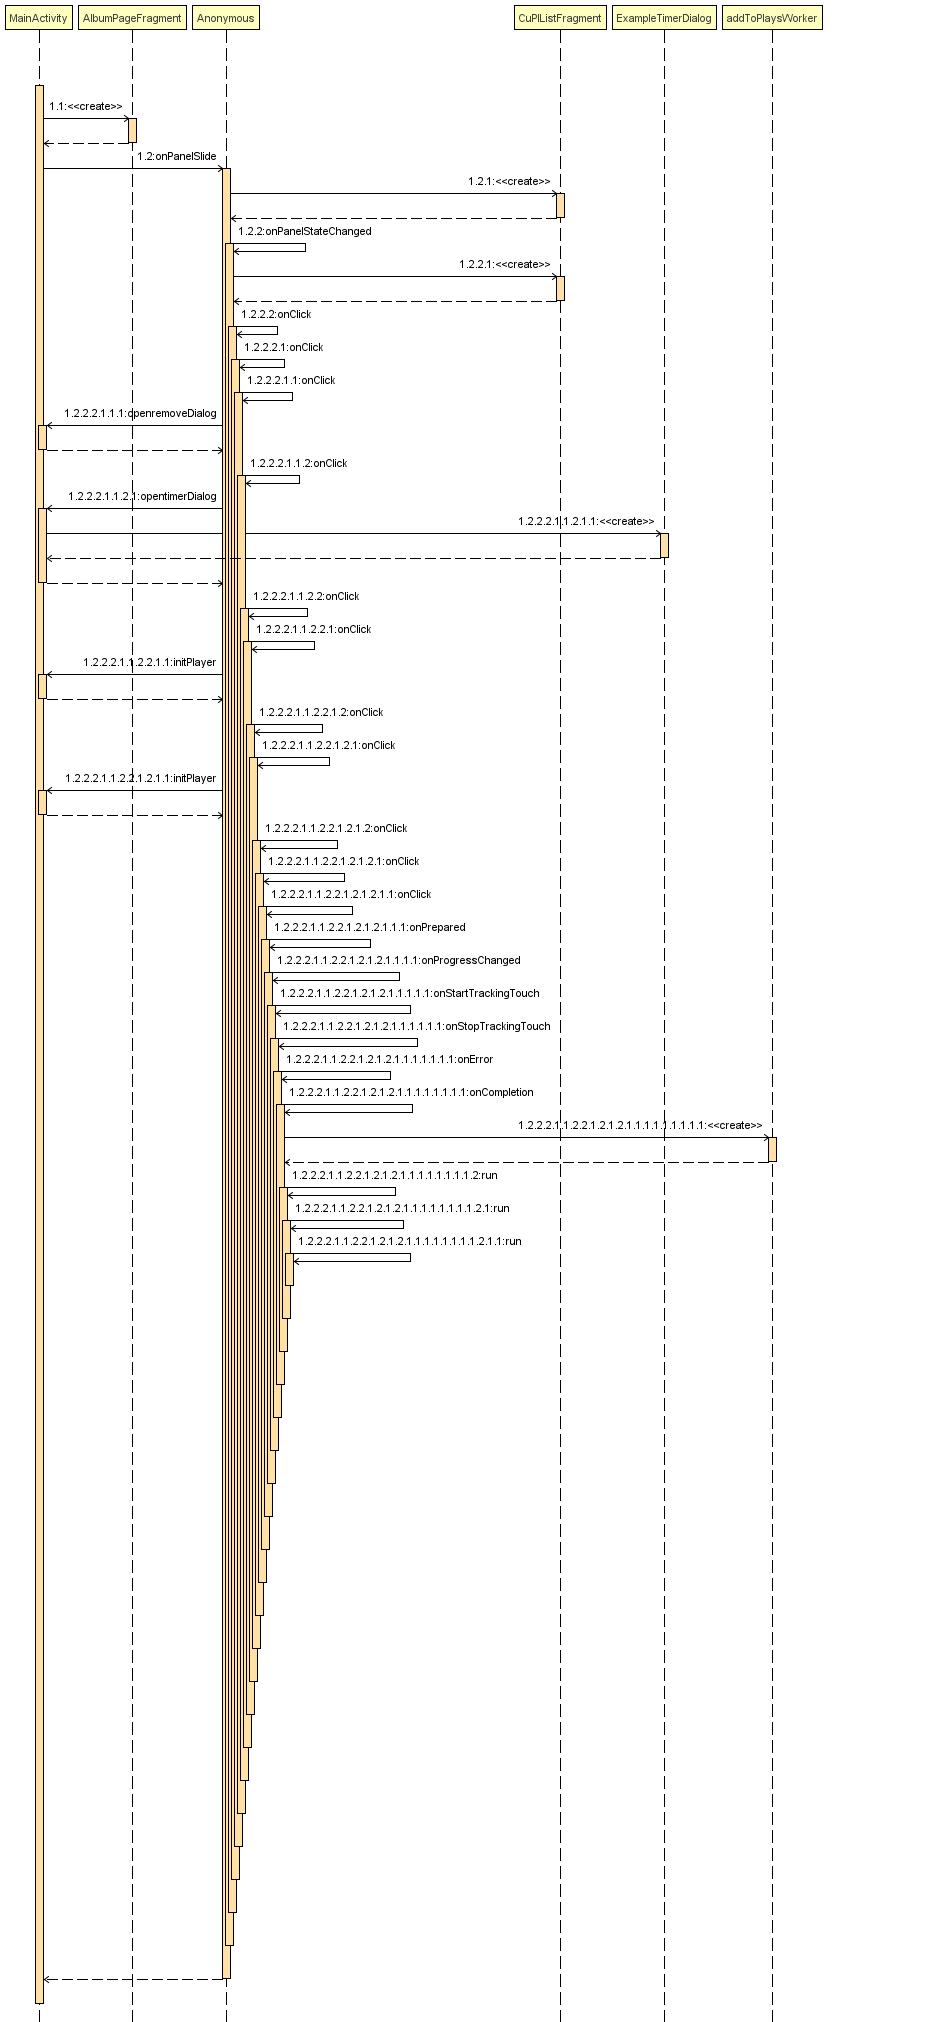 MainActivity AlbumPageFragment Anonymous CuPlListFragment ExampleTimerDialog addToPlaysWorker
1.1:<<create>>
1.2:onPanelSlide
1.2.1:<<create>>
1.2.2:onPanelStateChanged
1.2.2.1:<<create>>
1.2.2.2:onClick
1.2.2.2.1:onClick
1.2.2.2.1.1:onClick
1.2.2.2.1.1.1:openremoveDialog
1.2.2.2.1.1.2:onClick
1.2.2.2.1.1.2.1:opentimerDialog
1.2.2.2.1.1.2.1.1:<<create>>
1.2.2.2.1.1.2.2:onClick
1.2.2.2.1.1.2.2.1:onClick
1.2.2.2.1.1.2.2.1.1:initPlayer
1.2.2.2.1.1.2.2.1.2:onClick
1.2.2.2.1.1.2.2.1.2.1:onClick
1.2.2.2.1.1.2.2.1.2.1.1:initPlayer
1.2.2.2.1.1.2.2.1.2.1.2:onClick
1.2.2.2.1.1.2.2.1.2.1.2.1:onClick
1.2.2.2.1.1.2.2.1.2.1.2.1.1:onClick
1.2.2.2.1.1.2.2.1.2.1.2.1.1.1:onPrepared
1.2.2.2.1.1.2.2.1.2.1.2.1.1.1.1:onProgressChanged
1.2.2.2.1.1.2.2.1.2.1.2.1.1.1.1.1:onStartTrackingTouch
1.2.2.2.1.1.2.2.1.2.1.2.1.1.1.1.1.1:onStopTrackingTouch
1.2.2.2.1.1.2.2.1.2.1.2.1.1.1.1.1.1.1:onError
1.2.2.2.1.1.2.2.1.2.1.2.1.1.1.1.1.1.1.1:onCompletion
1.2.2.2.1.1.2.2.1.2.1.2.1.1.1.1.1.1.1.1.1:<<create>>
1.2.2.2.1.1.2.2.1.2.1.2.1.1.1.1.1.1.1.1.2:run
1.2.2.2.1.1.2.2.1.2.1.2.1.1.1.1.1.1.1.1.2.1:run
1.2.2.2.1.1.2.2.1.2.1.2.1.1.1.1.1.1.1.1.2.1.1:run